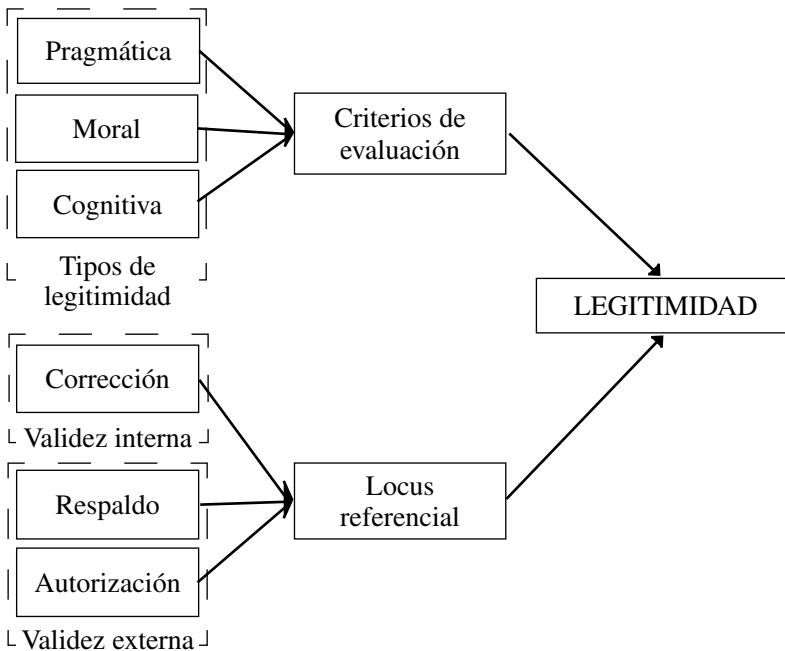 Pragmática
Moral
Cognitiva
Tipos de
legitimidad
Criterios de
evaluación
LEGITIMIDAD
Corrección
Validez interna
Respaldo
Autorización
Validez externa
Locus
referencial